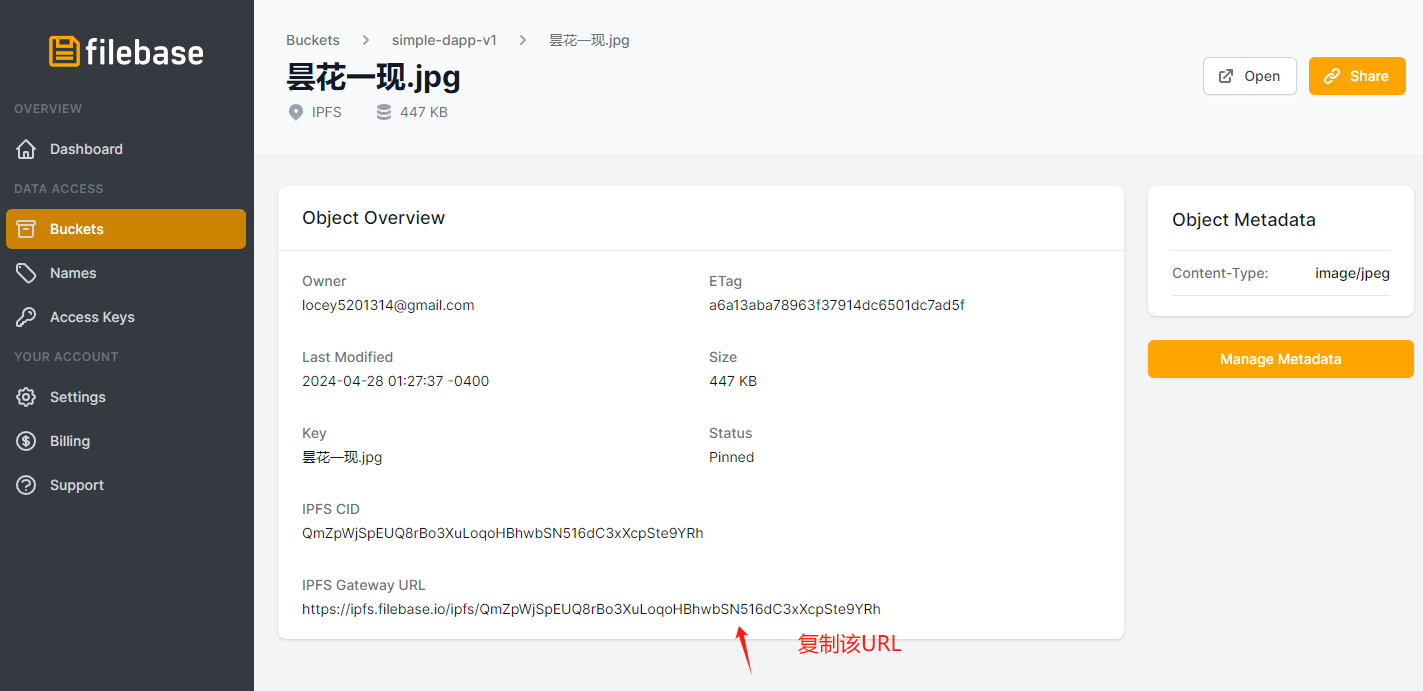 filebase
OVERVIEW
Dashboard
DATA ACCESS
Buckets
Names
Access Keys
YOUR ACCOUNT
Settings
Billing
Support
Buckets > simple-dapp-v1 > 昙花一现.jpg
昙花一现.jpg
IPFS 447 KB
Open Share
Object Overview
Owner
locey5201314@gmail.com
ETag
a6a13aba78963f37914dc6501dc7ad5f
Last Modified
2024-04-28 01:27:37 -0400
Size
447 KB
Key
昙花一现.jpg
Status
Pinned
IPFS CID
QmZpWjSpEUQ8rBo3XuLoqoHBhwbSN516dC3xXcpSte9YRh
IPFS Gateway URL
https://ipfs.filebase.io/ipfs/QmZpWjSpEUQ8rBo3XuLoqoHBhwbSN516dC3xXcpSte9YRh
复制该URL
Object Metadata
Content-Type: image/jpeg
Manage Metadata